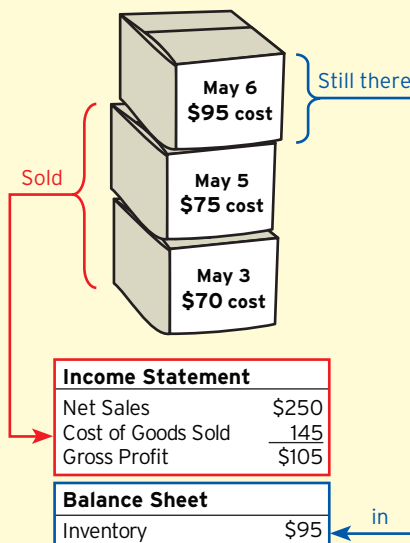 May 6
$95 cost
Still there
May 5
$75 cost
Sold
May 3
$70 cost
Income Statement
Net Sales $250
Cost of Goods Sold 145
Gross Profit $105
Balance Sheet
Inventory $95
in